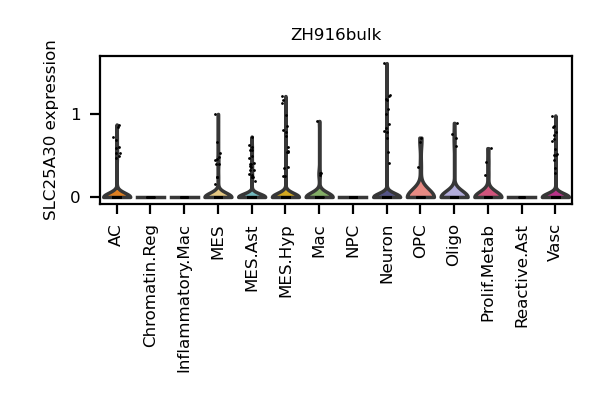 ZH916bulk
SLC25A30 expression
1
0
AC
Chromatin.Reg
Inflammatory.Mac
MES
MES.Ast
MES.Hyp
Mac
NPC
Neuron
OPC
Oligo
Prolif.Metab
Reactive.Ast
Vasc